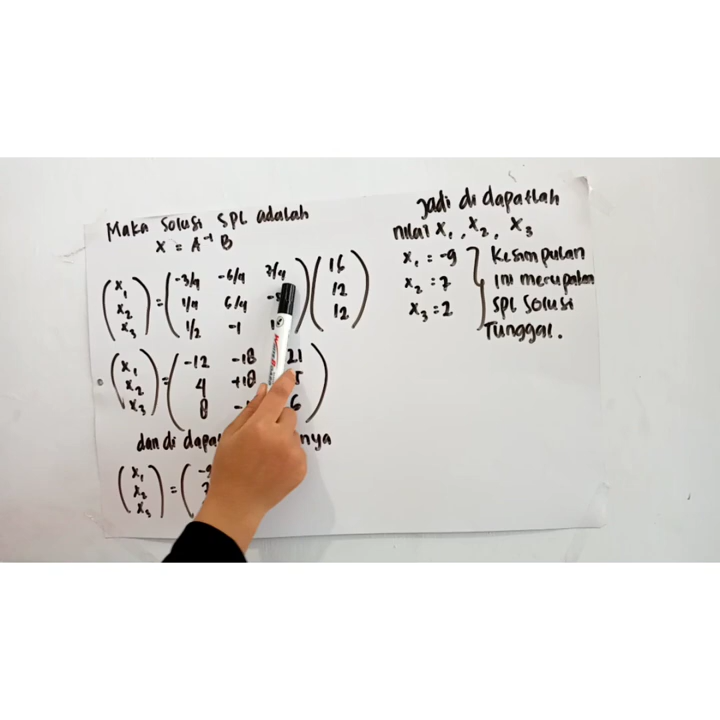 Maka Solusi SPL adalah
X = A⁻¹ B
(x₁ x₂ x₃) = (-3/4 -6/4 7/4
1/4 6/4
1/2 -1) (16 12 12)
(x₁ x₂ x₃) = (-12 -18 21
4 +18
8 6)
dan di nya
(x₁ x₂ x₃) = (
Jadi di dapatlah
nilai x₁, x₂, x₃
x₁ = -9
x₂ = 7
x₃ = 2
Kesimpulan
ini merupakan
SPL Solusi
Tunggal.